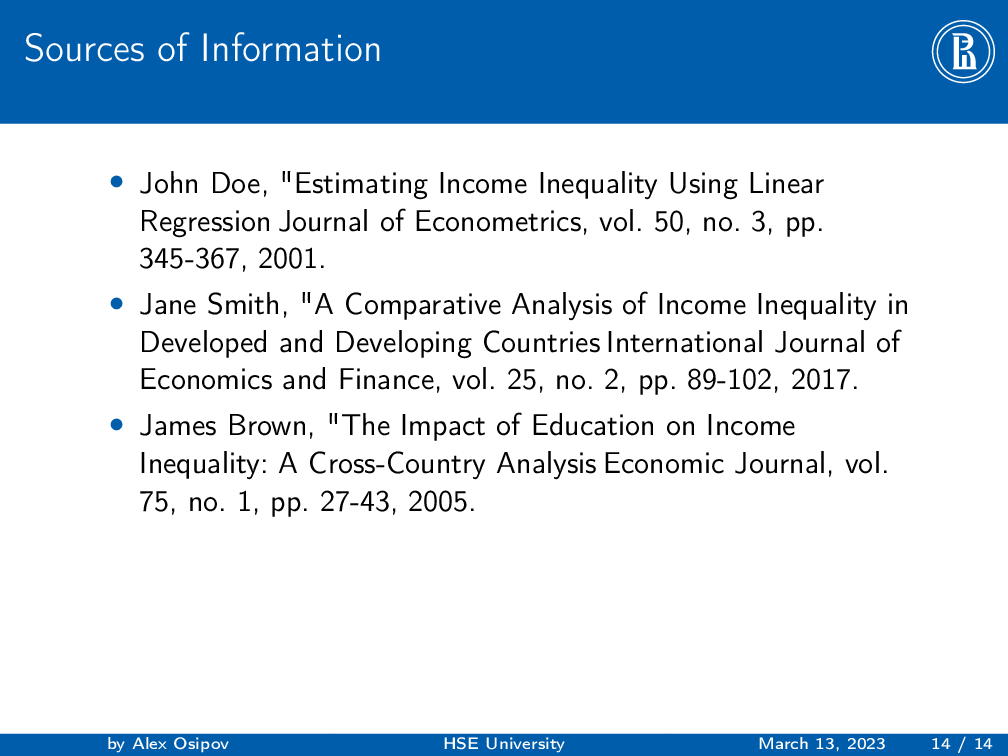 Sources of Information
• John Doe, "Estimating Income Inequality Using Linear
Regression Journal of Econometrics, vol. 50, no. 3, pp.
345-367, 2001.
• Jane Smith, "A Comparative Analysis of Income Inequality in
Developed and Developing Countries International Journal of
Economics and Finance, vol. 25, no. 2, pp. 89-102, 2017.
• James Brown, "The Impact of Education on Income
Inequality: A Cross-Country Analysis Economic Journal, vol.
75, no. 1, pp. 27-43, 2005.
by Alex Osipov HSE University March 13, 2023 14 / 14